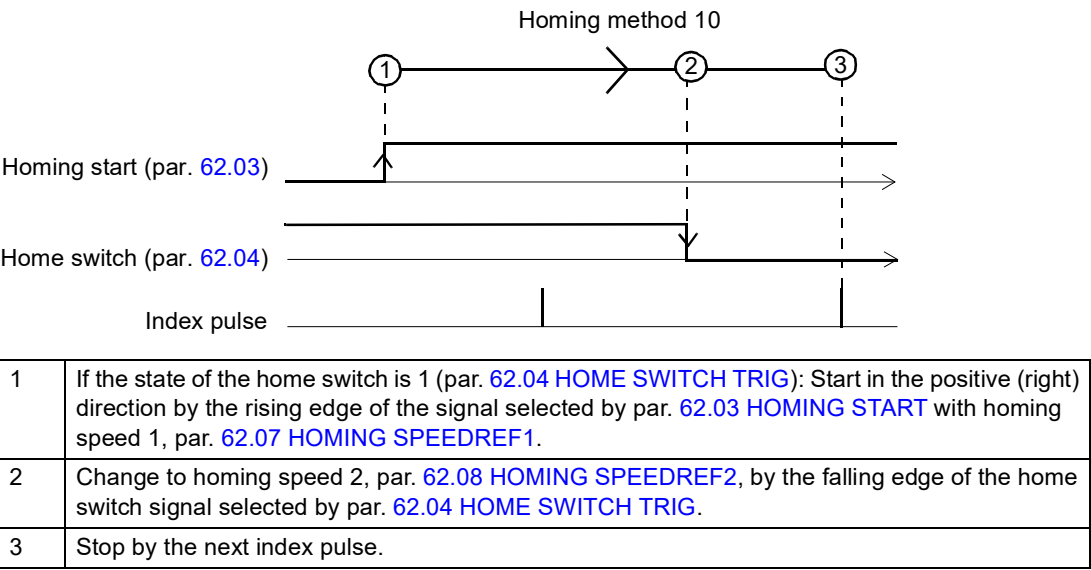 Homing method 10
1 2 3
Homing start (par. 62.03)
Home switch (par. 62.04)
Index pulse
1 If the state of the home switch is 1 (par. 62.04 HOME SWITCH TRIG): Start in the positive (right)
direction by the rising edge of the signal selected by par. 62.03 HOMING START with homing
speed 1, par. 62.07 HOMING SPEEDREF1.
2 Change to homing speed 2, par. 62.08 HOMING SPEEDREF2, by the falling edge of the home
switch signal selected by par. 62.04 HOME SWITCH TRIG.
3 Stop by the next index pulse.